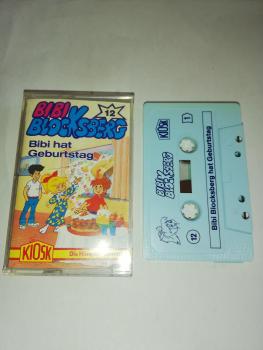 BIBI
BLOCKSBERG
12
Bibi hat
Geburtstag
KIOSK
KIOSK
1
BIBI
BLOCKSBERG
Bibi Blocksberg hat Geburtstag
12